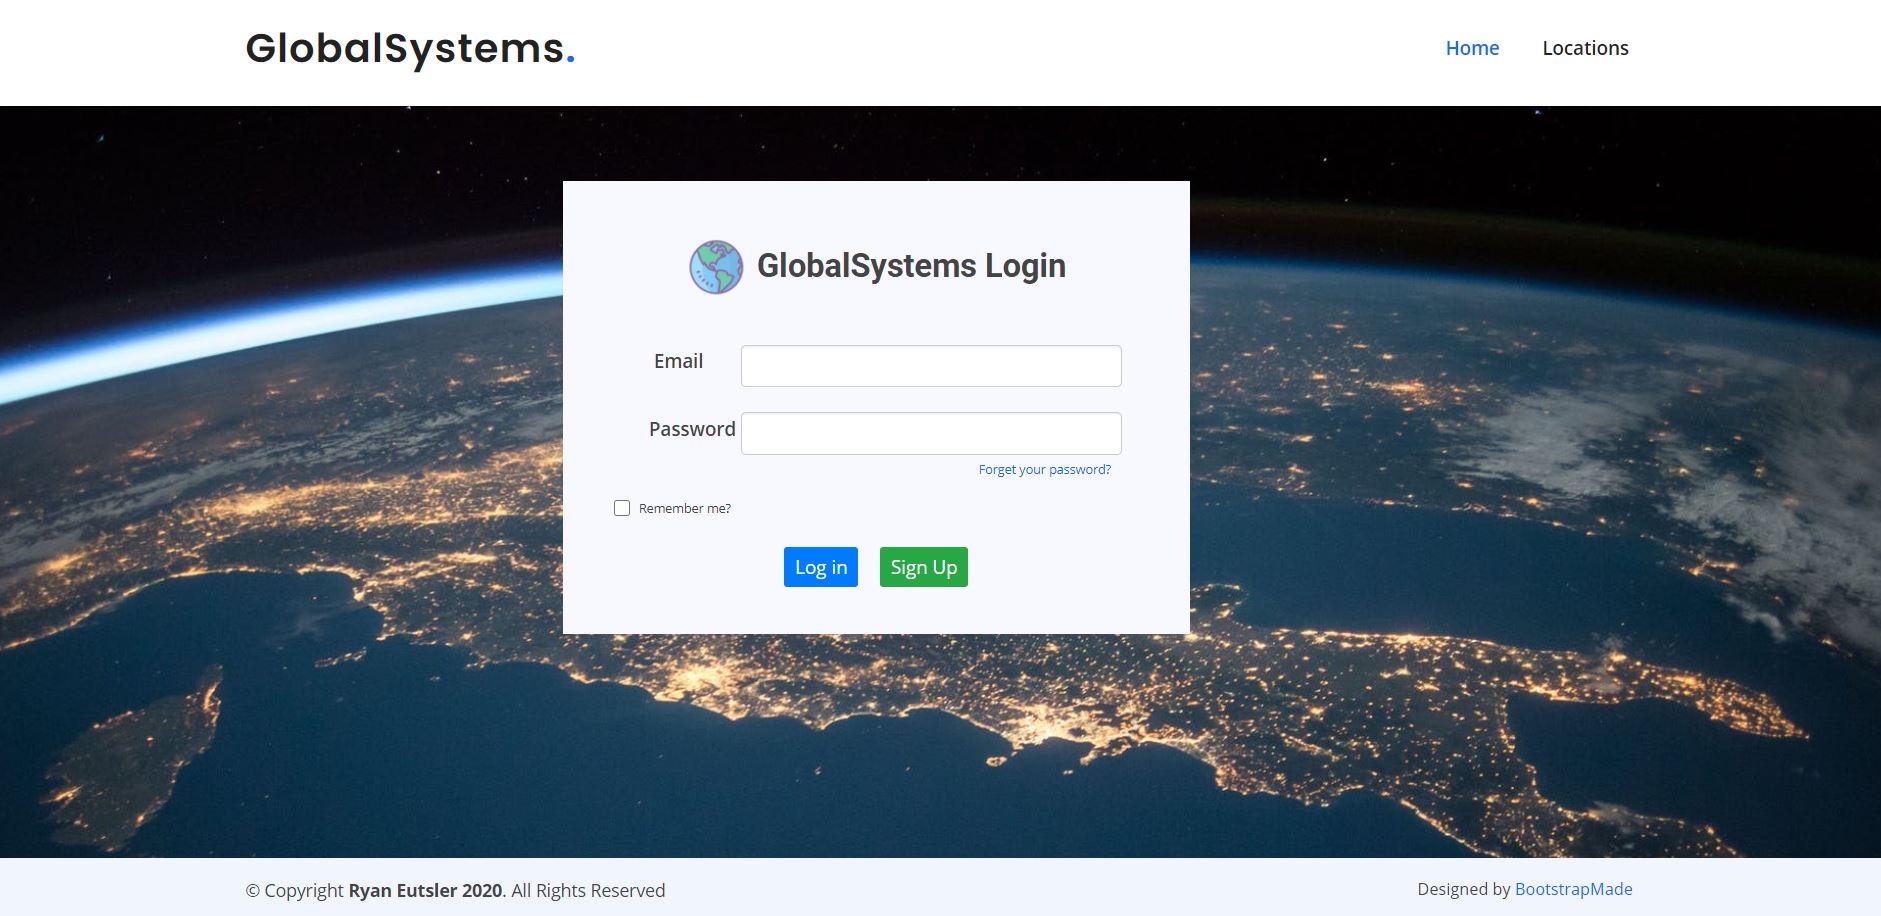 GlobalSystems.
Home
Locations
GlobalSystems Login
Email
Password
Forget your password?
Remember me?
Log in
Sign Up
© Copyright Ryan Eutsler 2020. All Rights Reserved
Designed by BootstrapMade